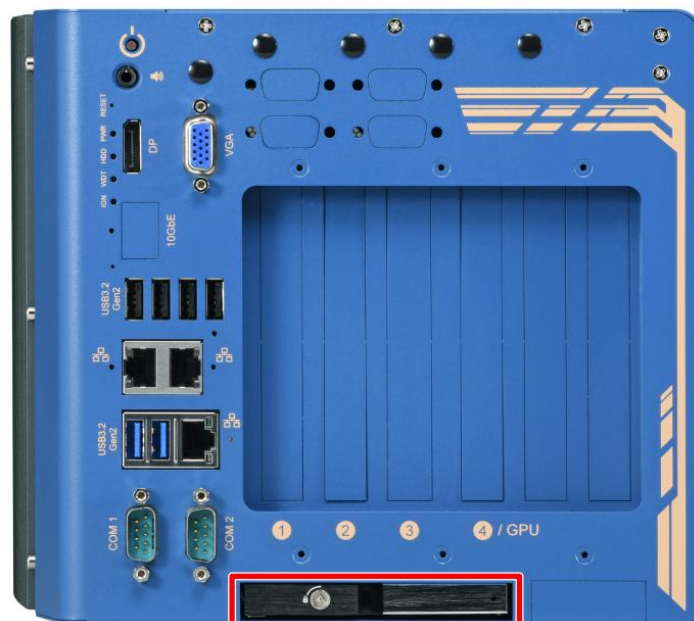 RESET
PWR
HDD
WDT
IGN
DP
VGA
10GbE
USB3.2
Gen2
USB3.2
Gen2
COM 1
COM 2
1
2
3
4 / GPU